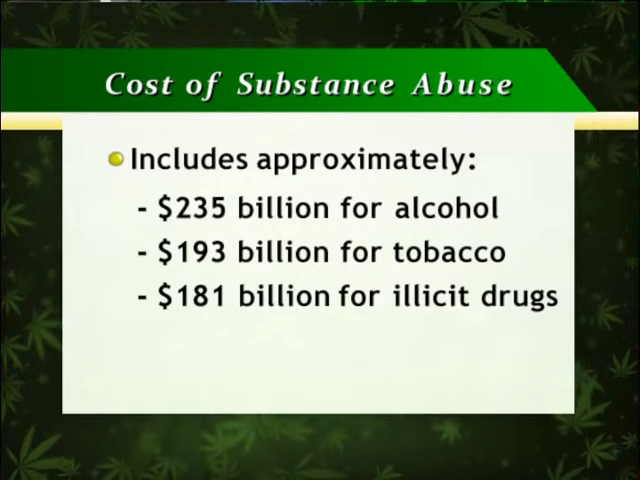 Cost of Substance Abuse
Includes approximately:
- $235 billion for alcohol
- $193 billion for tobacco
- $181 billion for illicit drugs